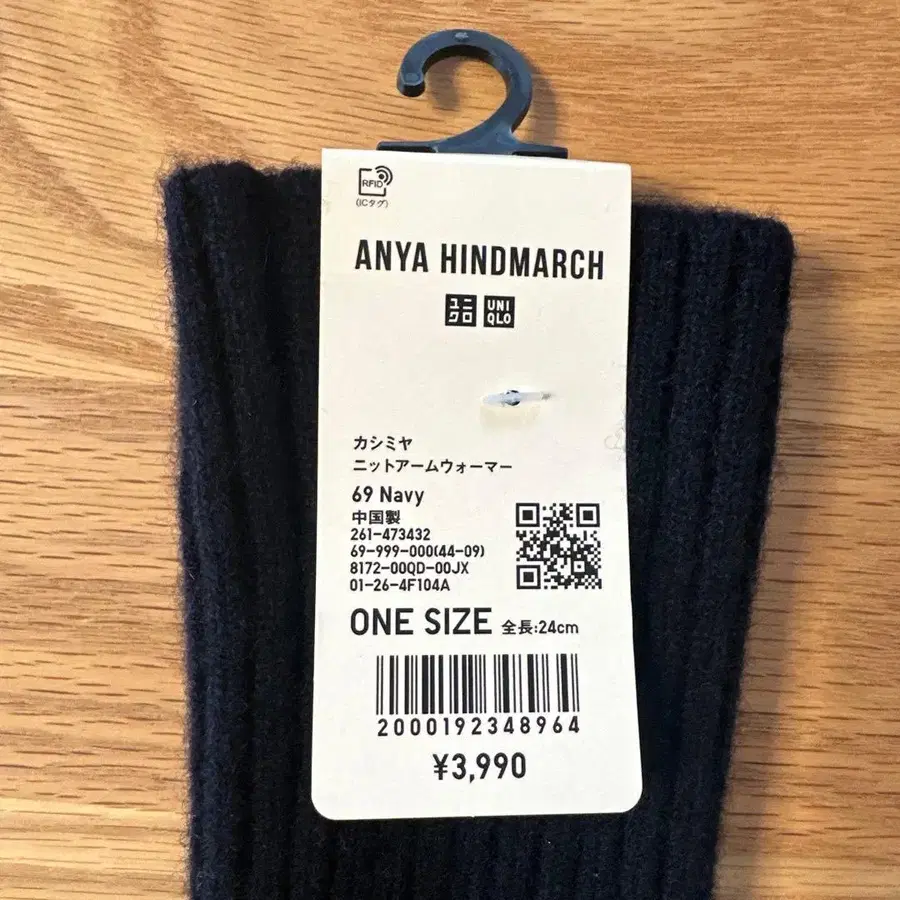 RFID
(ICタグ)
ANYA HINDMARCH
ユニ
クロ
UNI
QLO
カシミヤ
ニットアームウォーマー
69 Navy
中国製
261-473432
69-999-000(44-09)
8172-00QD-00JX
01-26-4F104A
ONE SIZE 全長:24cm
2000192348964
¥3,990